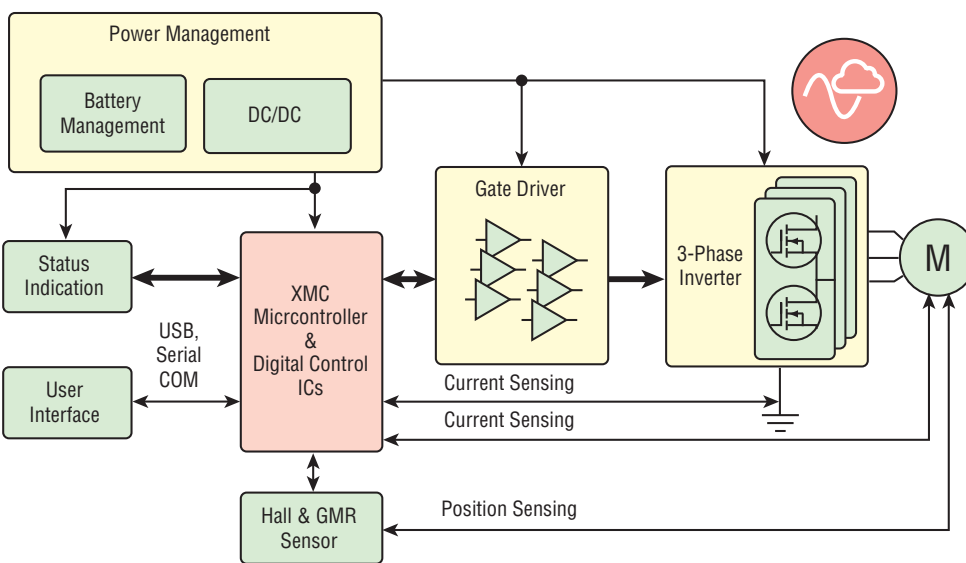 Power Management
Battery
Management
DC/DC
Gate Driver
3-Phase
Inverter
M
Status
Indication
XMC
Micrcontroller
&
Digital Control
ICs
USB,
Serial
COM
User
Interface
Current Sensing
Current Sensing
Hall & GMR
Sensor
Position Sensing